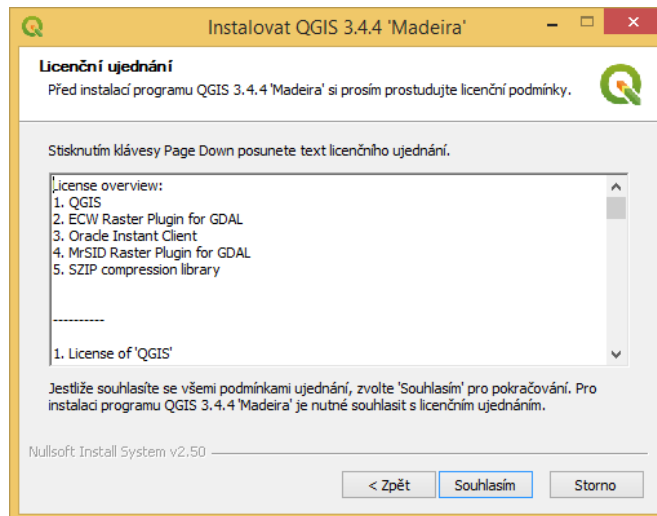 Instalovat QGIS 3.4.4 'Madeira'
Licenční ujednání
Před instalací programu QGIS 3.4.4 'Madeira' si prosím prostudujte licenční podmínky.
Stisknutím klávesy Page Down posunete text licenčního ujednání.
License overview:
1. QGIS
2. ECW Raster Plugin for GDAL
3. Oracle Instant Client
4. MrSID Raster Plugin for GDAL
5. SZIP compression library
----------
1. License of 'QGIS'
Jestliže souhlasíte se všemi podmínkami ujednání, zvolte 'Souhlasím' pro pokračování. Pro
instalaci programu QGIS 3.4.4 'Madeira' je nutné souhlasit s licenčním ujednáním.
Nullsoft Install System v2.50
< Zpět
Souhlasím
Storno